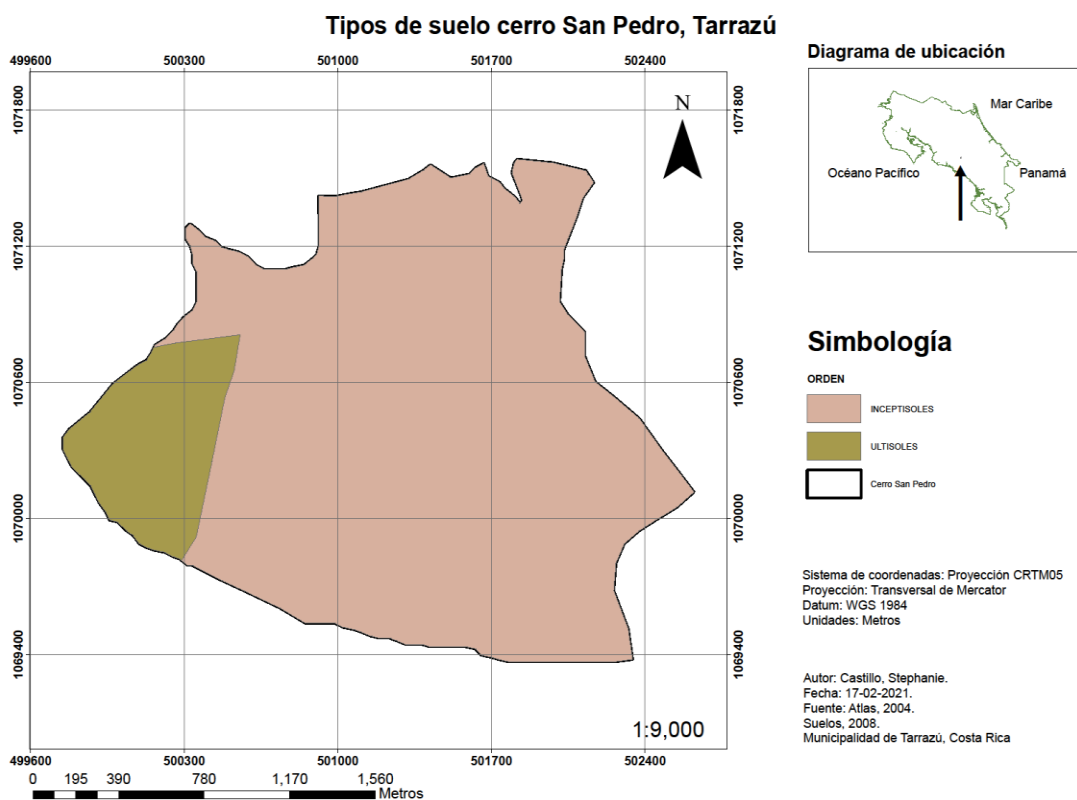 Tipos de suelo cerro San Pedro, Tarrazú
499600 500300 501000 501700 502400
1071800 1071800
1071200 1071200
1070600 1070600
1070000 1070000
1069400 1069400
N
1:9,000
499600 500300 501000 501700 502400
0 195 390 780 1,170 1,560
Metros
Diagrama de ubicación
Mar Caribe
Océano Pacífico
Panamá
Simbología
ORDEN
INCEPTISOLES
ULTISOLES
Cerro San Pedro
Sistema de coordenadas: Proyección CRTM05
Proyección: Transversal de Mercator
Datum: WGS 1984
Unidades: Metros
Autor: Castillo, Stephanie.
Fecha: 17-02-2021.
Fuente: Atlas, 2004.
Suelos, 2008.
Municipalidad de Tarrazú, Costa Rica